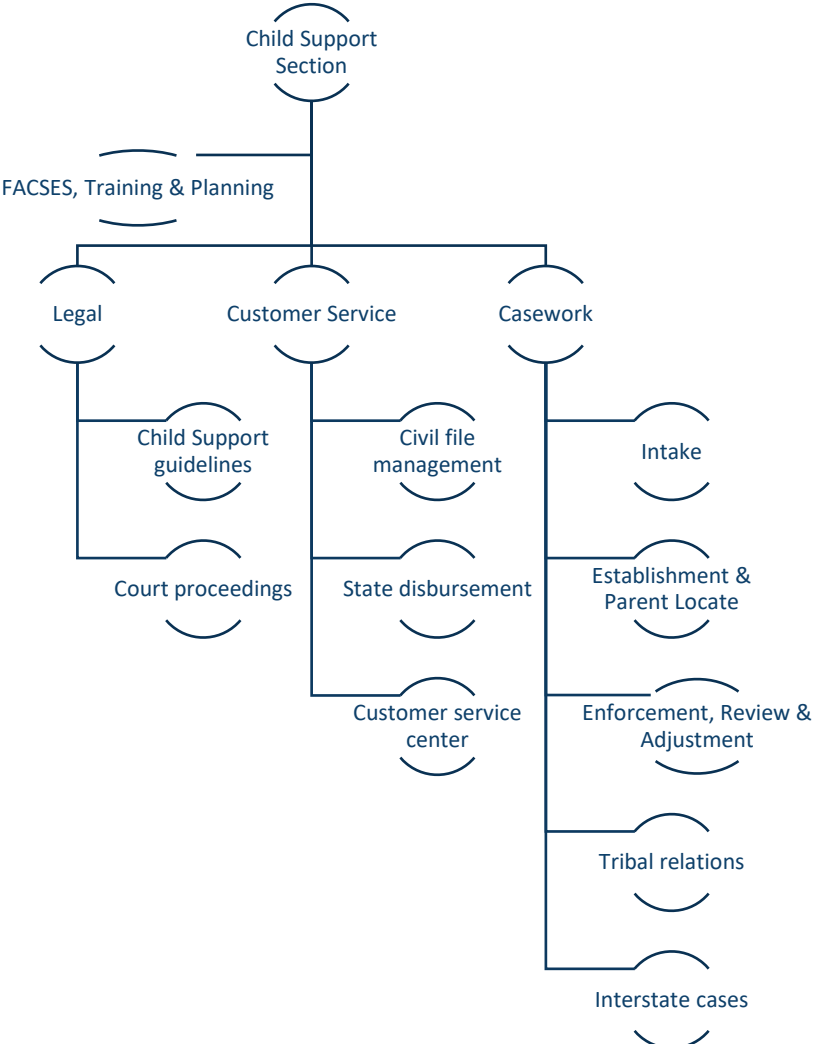 Child Support
Section
FACSES, Training & Planning
Legal
Customer Service
Casework
Child Support
guidelines
Civil file
management
Intake
Court proceedings
State disbursement
Establishment &
Parent Locate
Customer service
center
Enforcement, Review &
Adjustment
Tribal relations
Interstate cases